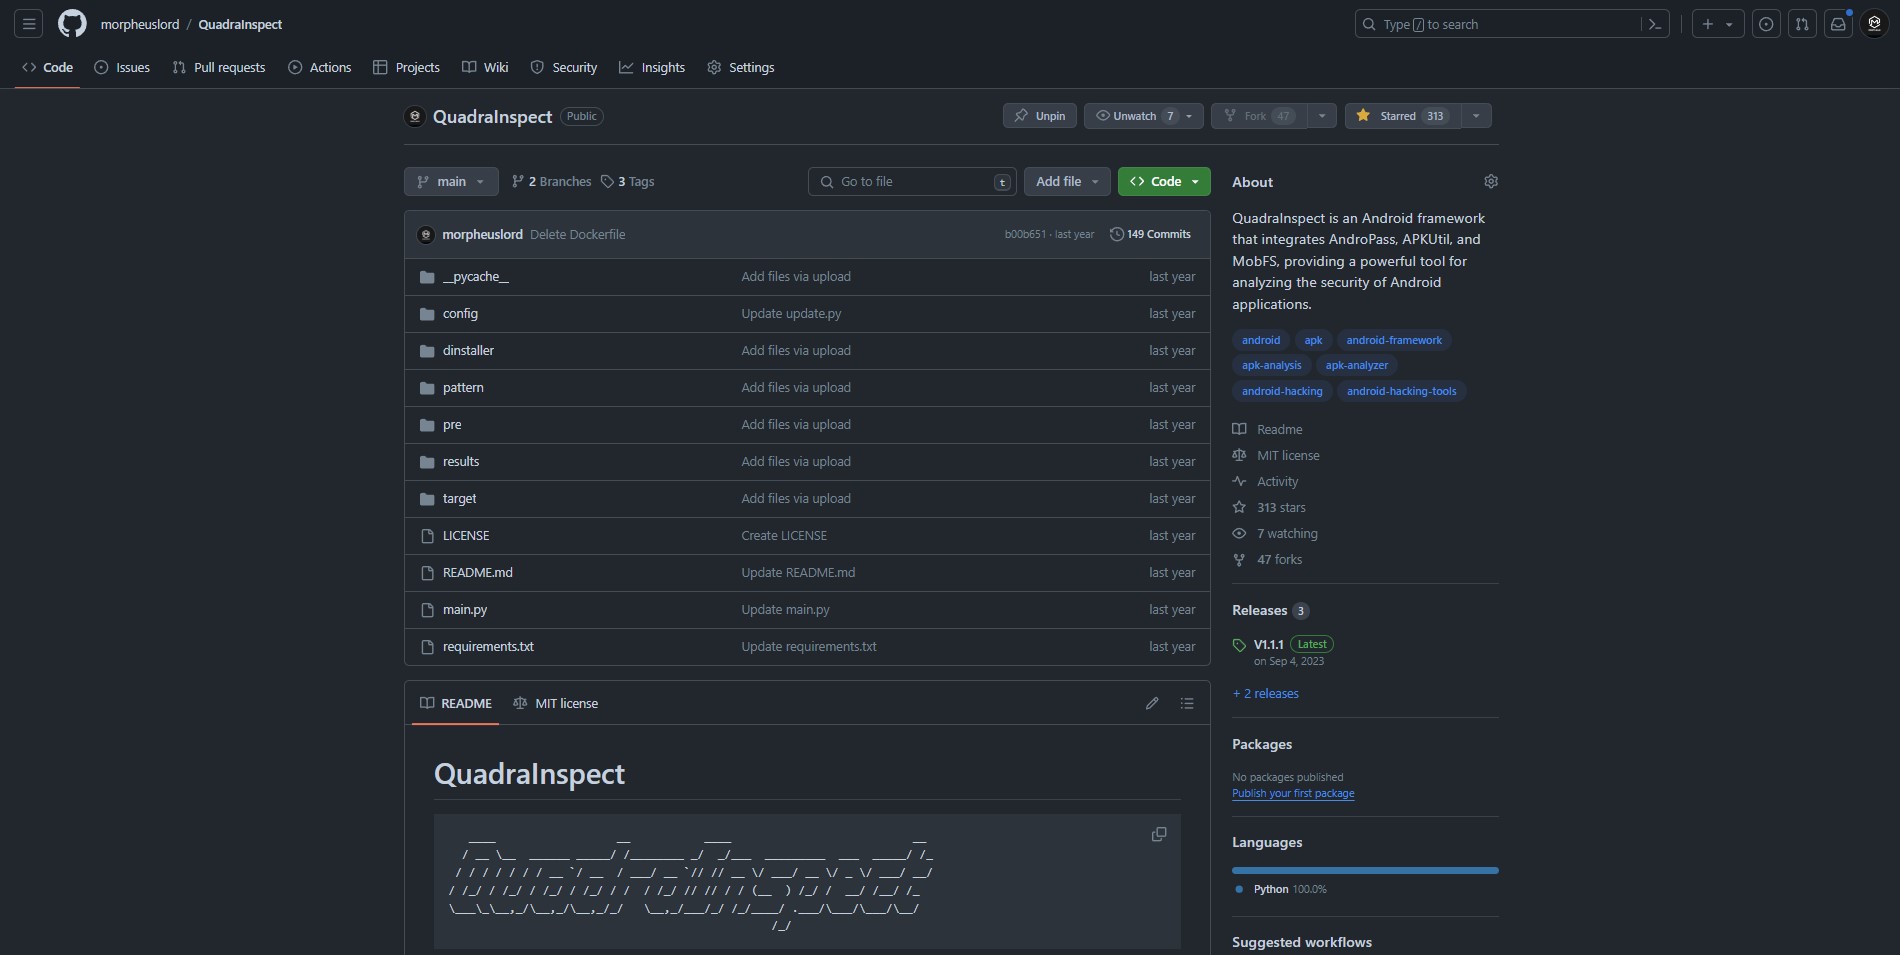 morpheuslord / QuadraInspect
Type / to search
Code Issues Pull requests Actions Projects Wiki Security Insights Settings
QuadraInspect Public
Unpin Unwatch 7 Fork 47 Starred 313
main 2 Branches 3 Tags Go to file t Add file Code
morpheuslord Delete Dockerfile b00b651 · last year 149 Commits
__pycache__ Add files via upload last year
config Update update.py last year
dinstaller Add files via upload last year
pattern Add files via upload last year
pre Add files via upload last year
results Add files via upload last year
target Add files via upload last year
LICENSE Create LICENSE last year
README.md Update README.md last year
main.py Update main.py last year
requirements.txt Update requirements.txt last year
README MIT license
QuadraInspect
About
QuadraInspect is an Android framework
that integrates AndroPass, APKUtil, and
MobFS, providing a powerful tool for
analyzing the security of Android
applications.
android apk android-framework
apk-analysis apk-analyzer
android-hacking android-hacking-tools
Readme
MIT license
Activity
313 stars
7 watching
47 forks
Releases 3
V1.1.1 Latest
on Sep 4, 2023
+ 2 releases
Packages
No packages published
Publish your first package
Languages
Python 100.0%
Suggested workflows